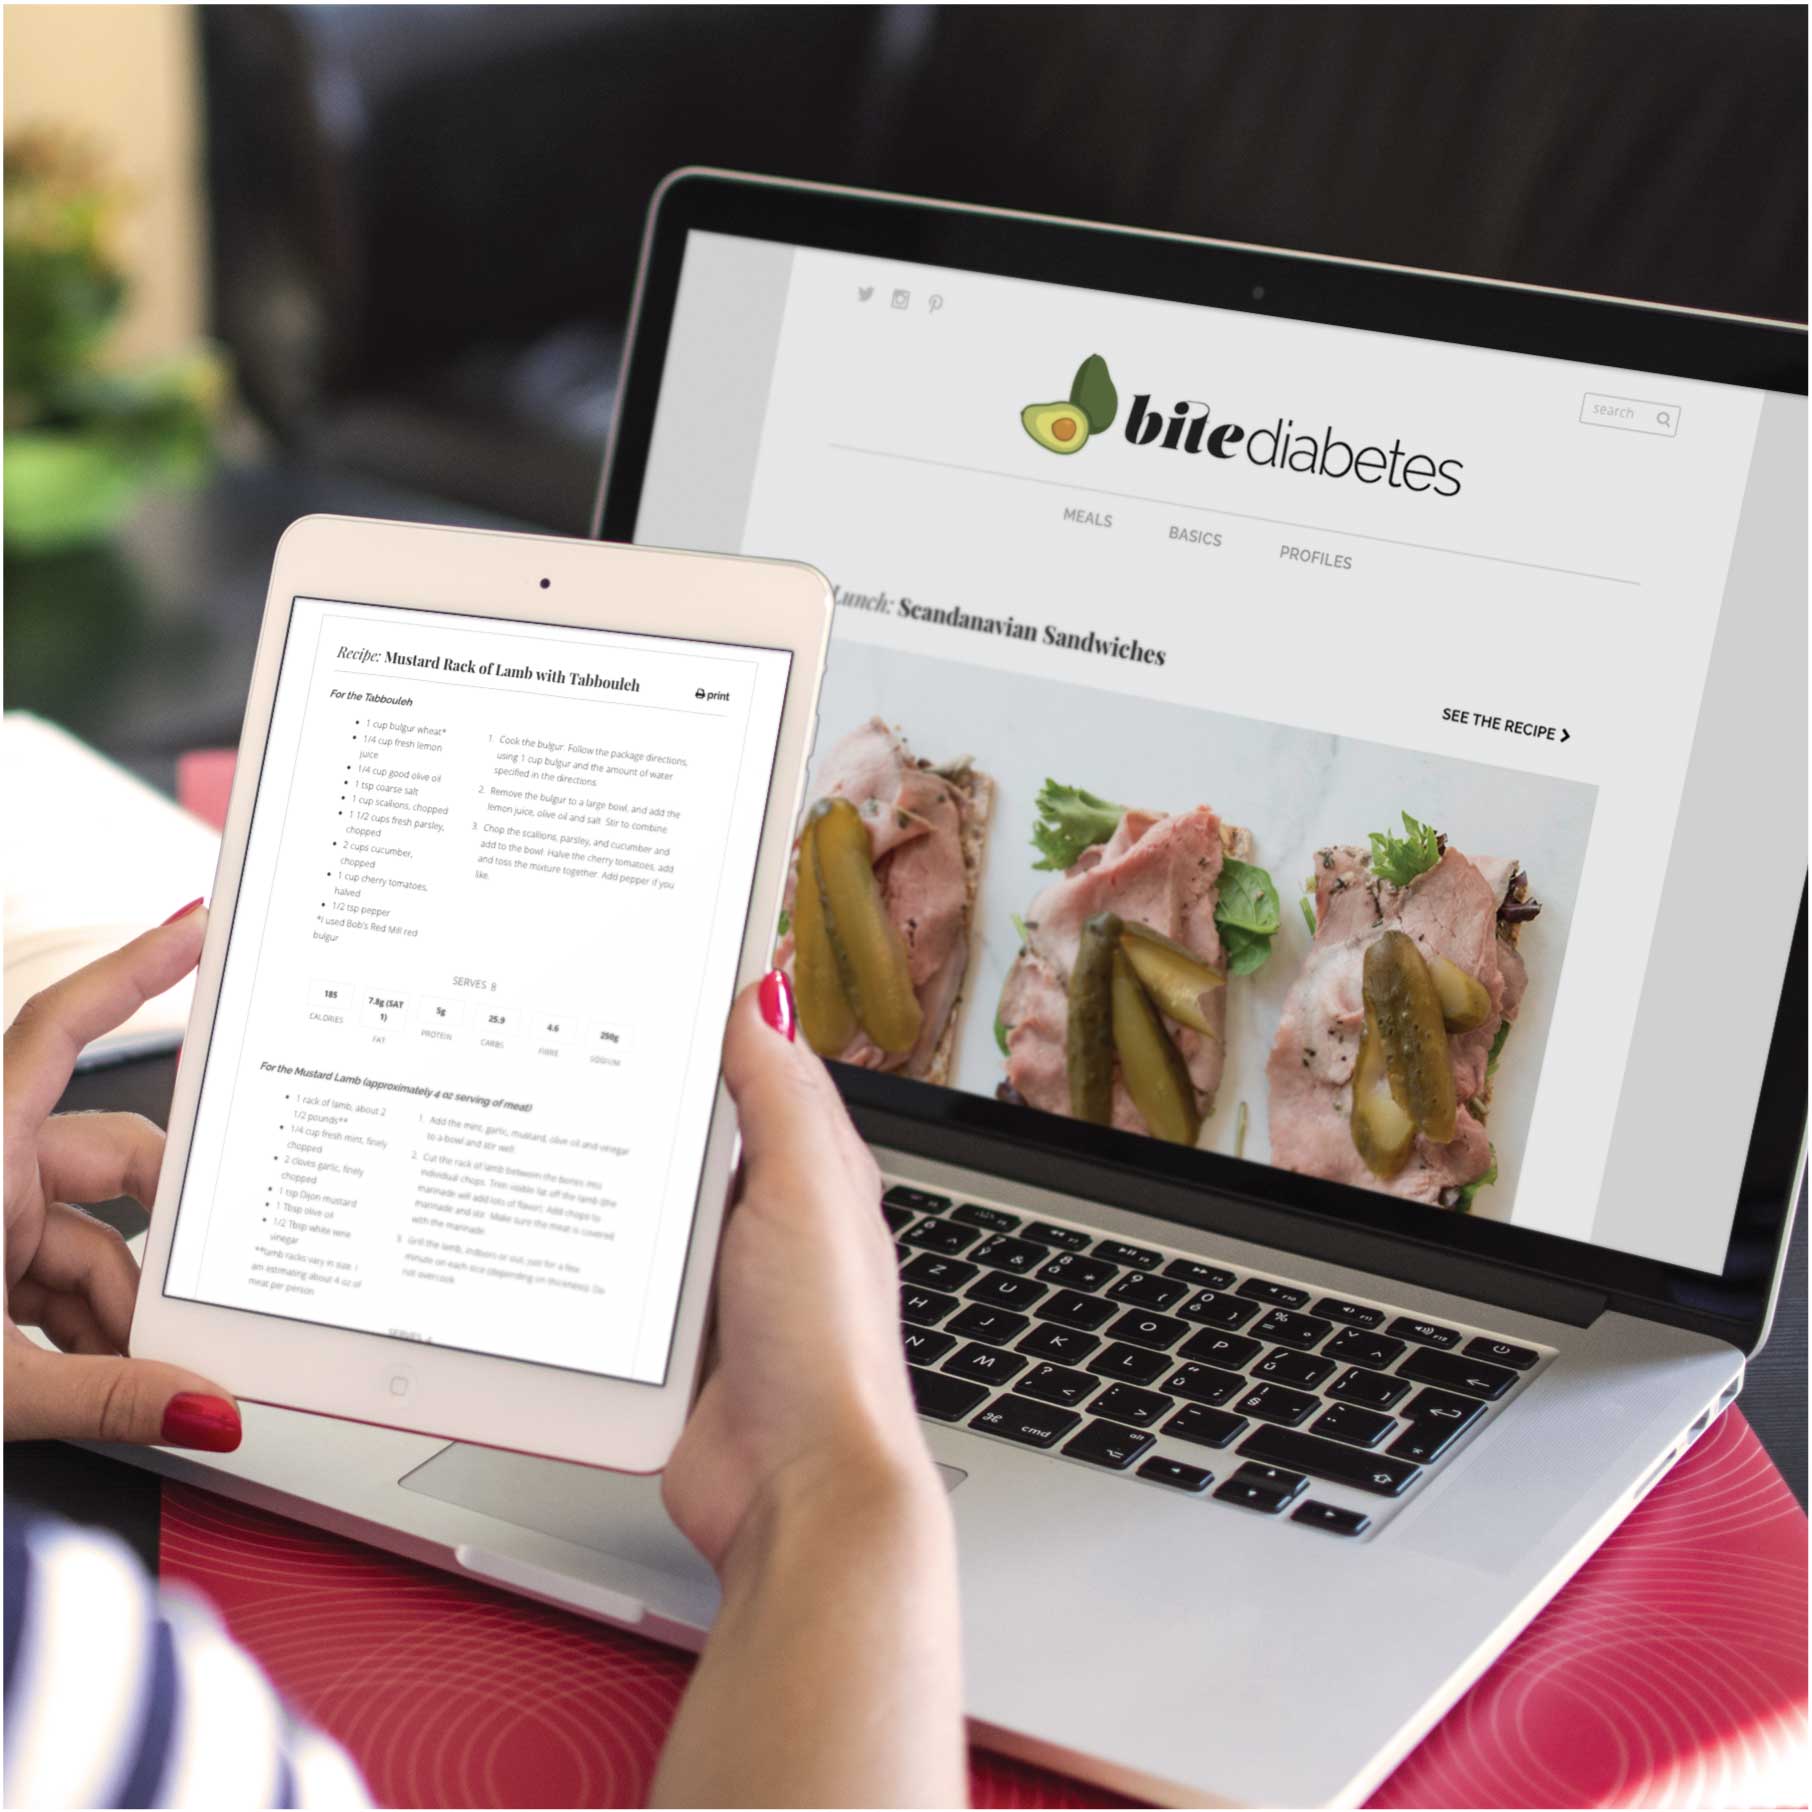 bitediabetes
search
MEALS
BASICS
PROFILES
Lunch: Scandanavian Sandwiches
SEE THE RECIPE
Recipe: Mustard Rack of Lamb with Tabbouleh
print
For the Tabbouleh
1 cup bulgur wheat*
1/4 cup fresh lemon
juice
1/4 cup good olive oil
1 tsp coarse salt
1 cup scallions, chopped
1 1/2 cups fresh parsley,
chopped
2 cups cucumber,
chopped
1 cup cherry tomatoes,
halved
1/2 tsp pepper
*I used Bob's Red Mill red
bulgur
1. Cook the bulgur. Follow the package directions,
using 1 cup bulgur and the amount of water
specified in the directions.
2. Remove the bulgur to a large bowl, and add the
lemon juice, olive oil and salt. Stir to combine.
3. Chop the scallions, parsley, and cucumber and
add to the bowl. Halve the cherry tomatoes, add
and toss the mixture together. Add pepper if you
like.
SERVES 8
185
CALORIES
7.8g (SAT
1)
FAT
5g
PROTEIN
25.9
CARBS
4.6
FIBRE
250g
SODIUM
For the Mustard Lamb (approximately 4 oz serving of meat)
1 rack of lamb, about 2
1/2 pounds**
1/4 cup fresh mint, finely
chopped
2 cloves garlic, finely
chopped
1 tsp Dijon mustard
1 Tbsp olive oil
1/2 Tbsp white wine
vinegar
**lamb racks vary in size. I
am estimating about 4 oz of
meat per person
1. Add the mint, garlic, mustard, olive oil and vinegar
to a bowl and stir well.
2. Cut the rack of lamb between the bones into
individual chops. Trim visible fat off the lamb (the
marinade will add lots of flavor). Add chops to
marinade and stir. Make sure the meat is covered
with the marinade.
3. Grill the lamb, indoors or out, just for a few
minute on each side (depending on thickness). Do
not overcook.
SERVES 4
Z
U
I
O
P
H
J
K
L
N
M
cmd
alt